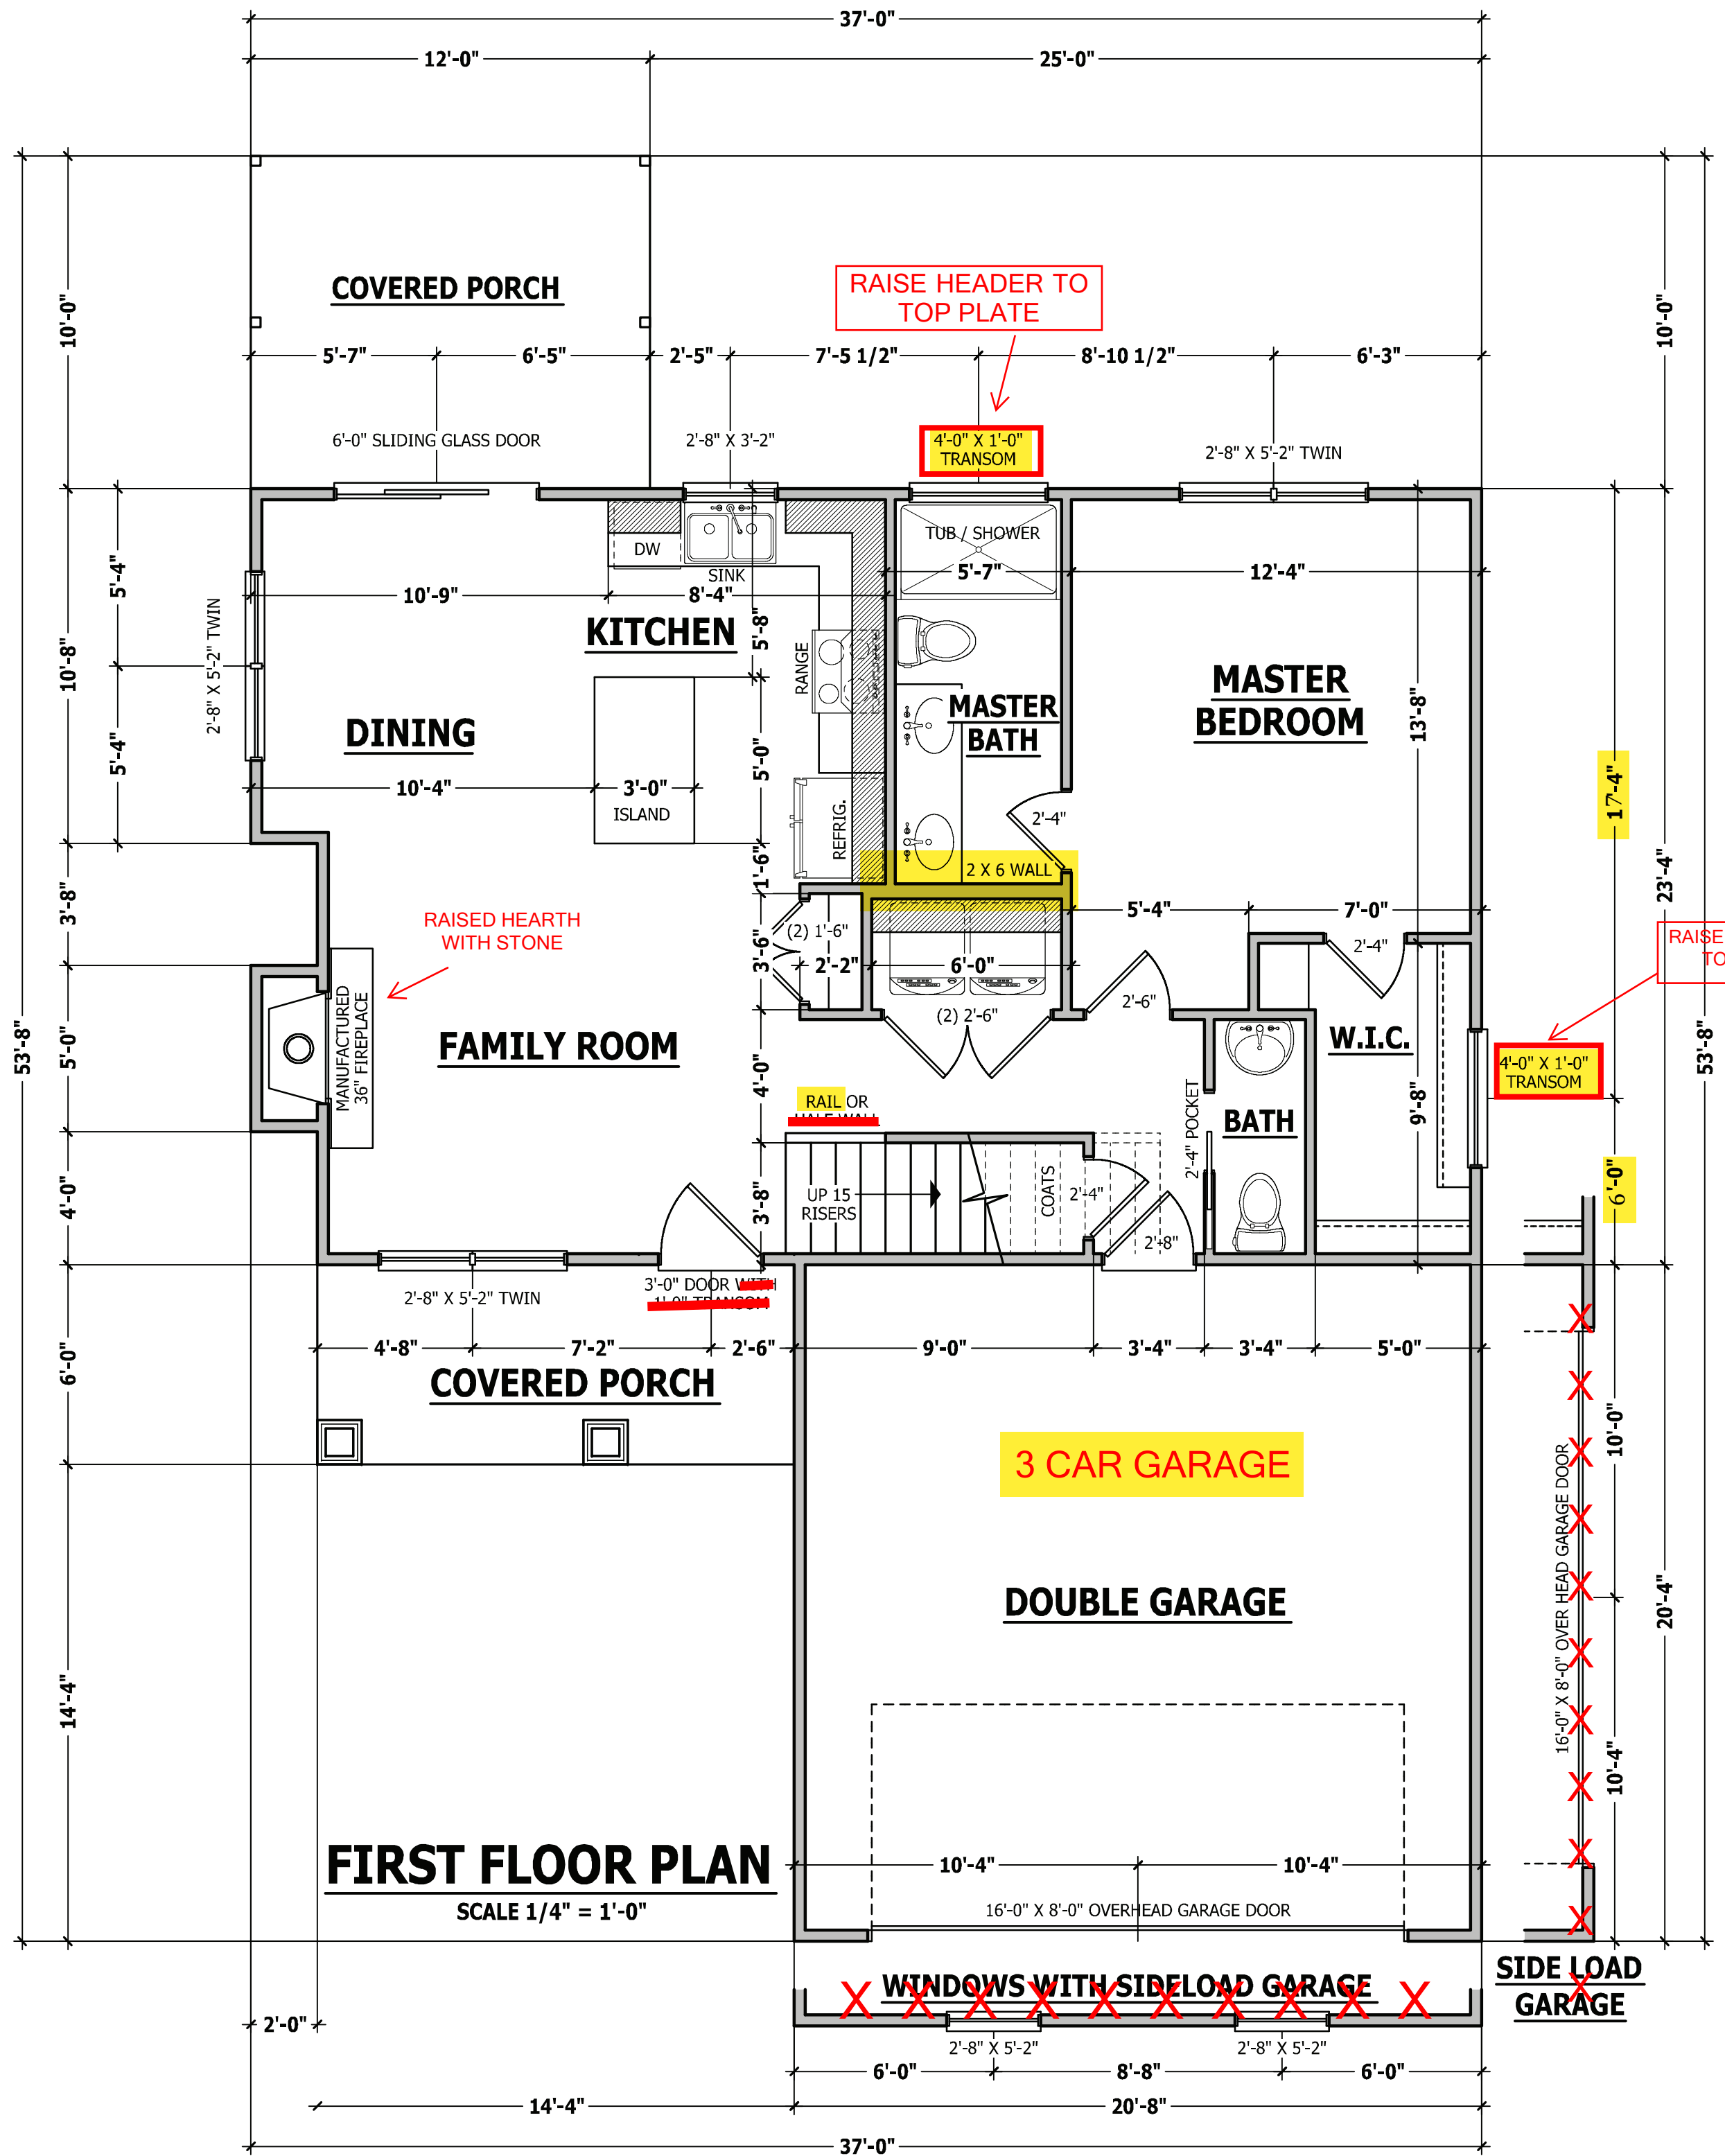 37'-0"
12'-0"
25'-0"
COVERED PORCH
10'-0"
RAISE HEADER TO
TOP PLATE
10'-0"
5'-7"
6'-5"
2'-5"
7'-5 1/2"
8'-10 1/2"
6'-3"
6'-0" SLIDING GLASS DOOR
2'-8" X 3'-2"
4'-0" X 1'-0"
TRANSOM
2'-8" X 5'-2" TWIN
DW
SINK
TUB / SHOWER
5'-4"
10'-9"
8'-4"
5'-7"
12'-4"
2'-8" X 5'-2" TWIN
KITCHEN
5'-8"
RANGE
10'-8"
DINING
MASTER
BATH
MASTER
BEDROOM
13'-8"
5'-4"
10'-4"
3'-0"
ISLAND
5'-0"
REFRIG.
2'-4"
17'-4"
23'-4"
1'-6"
2 X 6 WALL
3'-8"
RAISED HEARTH
WITH STONE
(2) 1'-6"
3'-6"
2'-2"
6'-0"
5'-4"
7'-0"
2'-4"
RAISE
TO
2'-6"
(2) 2'-6"
53'-8"
5'-0"
MANUFACTURED
36" FIREPLACE
FAMILY ROOM
4'-0"
W.I.C.
4'-0" X 1'-0"
TRANSOM
53'-8"
RAIL OR
2'-4" POCKET
BATH
9'-8"
4'-0"
3'-8"
UP 15
RISERS
COATS
2'-4"
2'-8"
6'-0"
2'-8" X 5'-2" TWIN
3'-0" DOOR WITH
1'-0" TRANSOM
6'-0"
4'-8"
7'-2"
2'-6"
9'-0"
3'-4"
3'-4"
5'-0"
X
COVERED PORCH
X
10'-0"
3 CAR GARAGE
X
X
16'-0" X 8'-0" OVER HEAD GARAGE DOOR
X
DOUBLE GARAGE
20'-4"
X
14'-4"
X
X
10'-4"
FIRST FLOOR PLAN
SCALE 1/4" = 1'-0"
10'-4"
10'-4"
X
16'-0" X 8'-0" OVERHEAD GARAGE DOOR
X
WINDOWS WITH SIDELOAD GARAGE
X X X X X X X X X X
SIDE LOAD
X
GARAGE
2'-0"
2'-8" X 5'-2"
2'-8" X 5'-2"
6'-0"
8'-8"
6'-0"
14'-4"
20'-8"
37'-0"